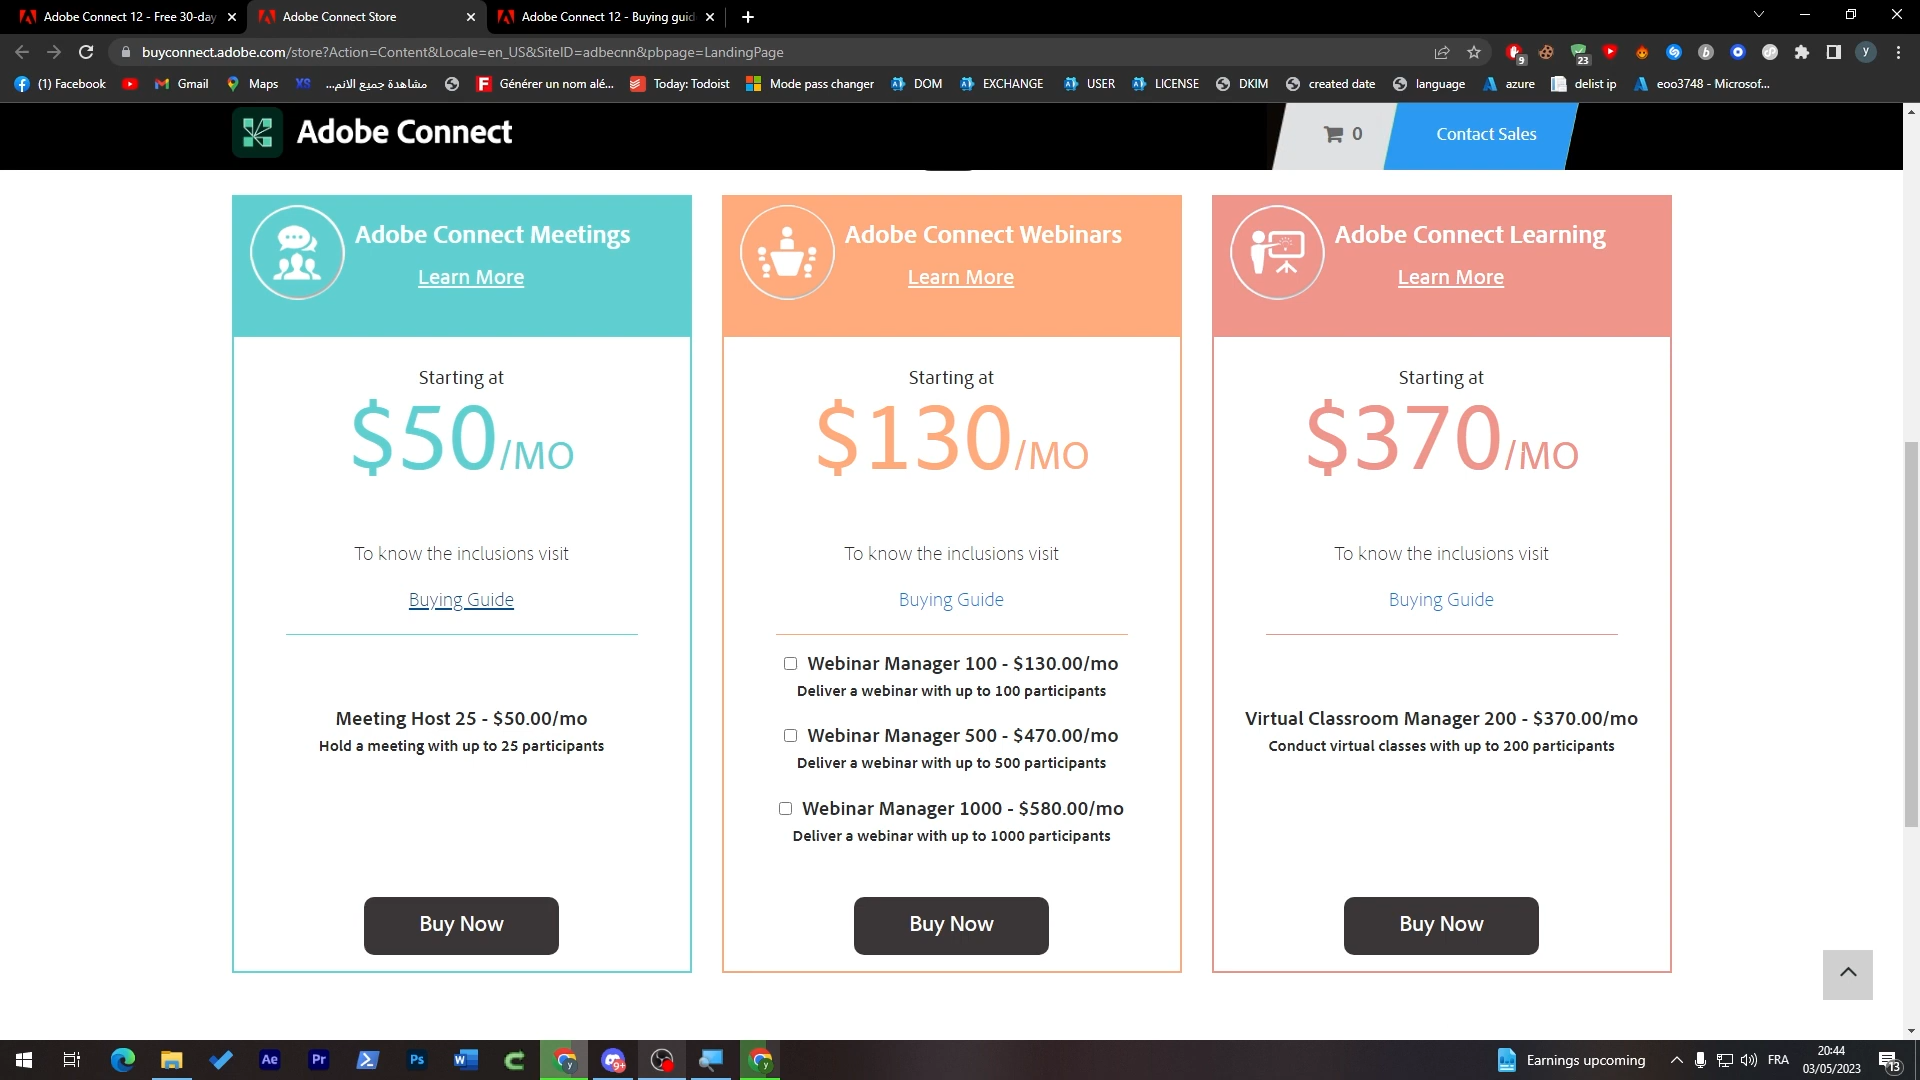 Adobe Connect 12 - Free 30-day
Adobe Connect Store
Adobe Connect 12 - Buying guid
buyconnect.adobe.com/store?Action=Content&Locale=en_US&SiteID=adbecnn&pbpage=LandingPage
9
23
y
(1) Facebook
Gmail
Maps
XS
مشاهدة جميع الانم...
Générer un nom alé...
Today: Todoist
Mode pass changer
DOM
EXCHANGE
USER
LICENSE
DKIM
created date
language
azure
delist ip
eoo3748 - Microsof...
Adobe Connect
0
Contact Sales
Adobe Connect Meetings
Learn More
Starting at
$50/MO
To know the inclusions visit
Buying Guide
Meeting Host 25 - $50.00/mo
Hold a meeting with up to 25 participants
Buy Now
Adobe Connect Webinars
Learn More
Starting at
$130/MO
To know the inclusions visit
Buying Guide
Webinar Manager 100 - $130.00/mo
Deliver a webinar with up to 100 participants
Webinar Manager 500 - $470.00/mo
Deliver a webinar with up to 500 participants
Webinar Manager 1000 - $580.00/mo
Deliver a webinar with up to 1000 participants
Buy Now
Adobe Connect Learning
Learn More
Starting at
$370/MO
To know the inclusions visit
Buying Guide
Virtual Classroom Manager 200 - $370.00/mo
Conduct virtual classes with up to 200 participants
Buy Now
Ae
Pr
Ps
W
9+
Earnings upcoming
FRA
20:44
03/05/2023
13